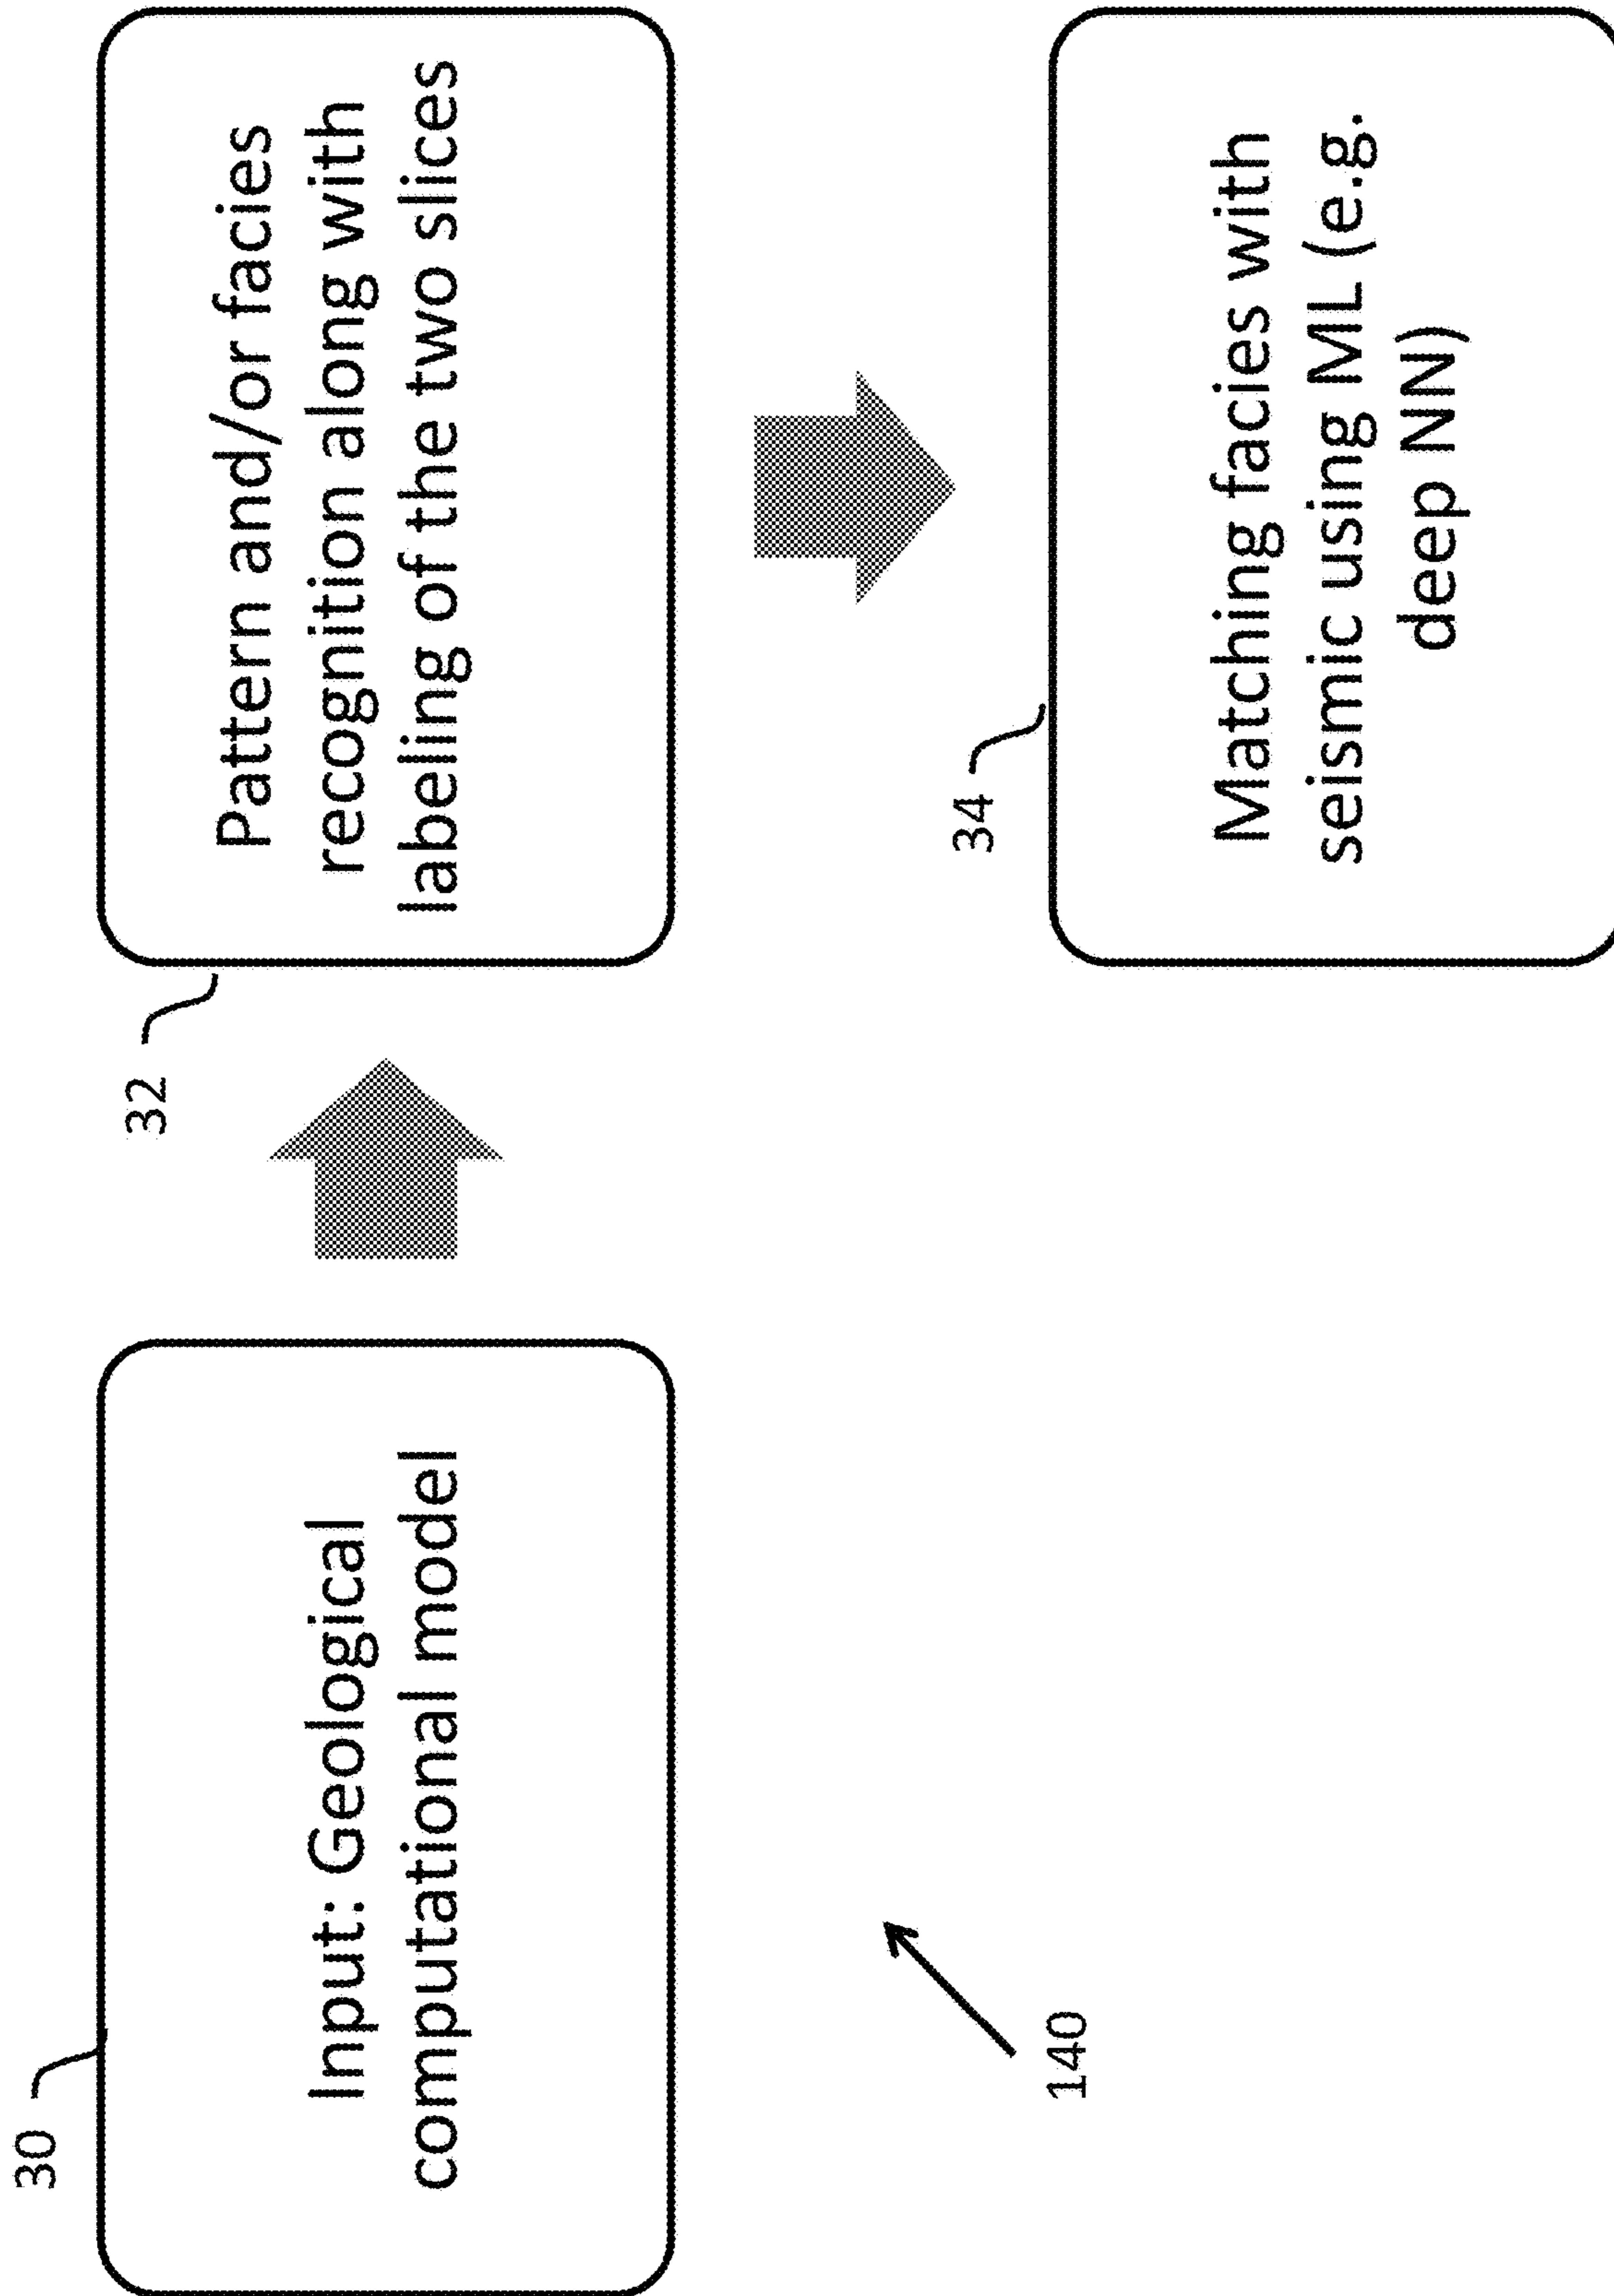 30
Input: Geological
computational model
32
Pattern and/or facies
recognition along with
labeling of the two slices
34
Matching facies with
seismic using ML (e.g.
deep NN)
140